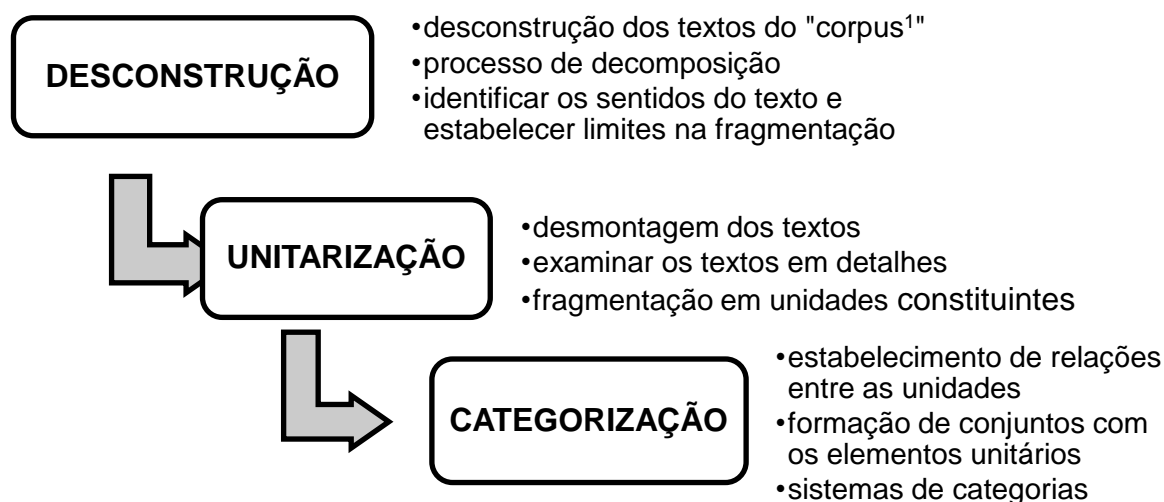 DESCONSTRUÇÃO
•desconstrução dos textos do "corpus¹"
•processo de decomposição
•identificar os sentidos do texto e
estabelecer limites na fragmentação
UNITARIZAÇÃO
•desmontagem dos textos
•examinar os textos em detalhes
•fragmentação em unidades constituintes
CATEGORIZAÇÃO
•estabelecimento de relações
entre as unidades
•formação de conjuntos com
os elementos unitários
•sistemas de categorias